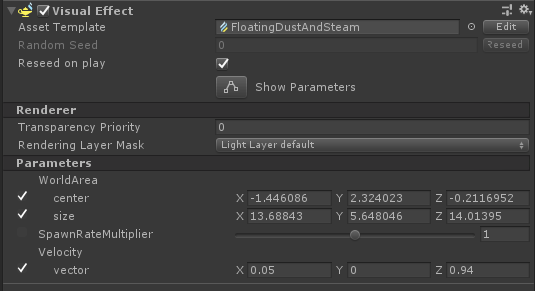 Visual Effect
Asset Template FloatingDustAndSteam Edit
Random Seed 0 Reseed
Reseed on play
Show Parameters
Renderer
Transparency Priority 0
Rendering Layer Mask Light Layer default
Parameters
WorldArea
center X -1.446086 Y 2.324023 Z -0.2116952
size X 13.68843 Y 5.648046 Z 14.01395
SpawnRateMultiplier 1
Velocity
vector X 0.05 Y 0 Z 0.94